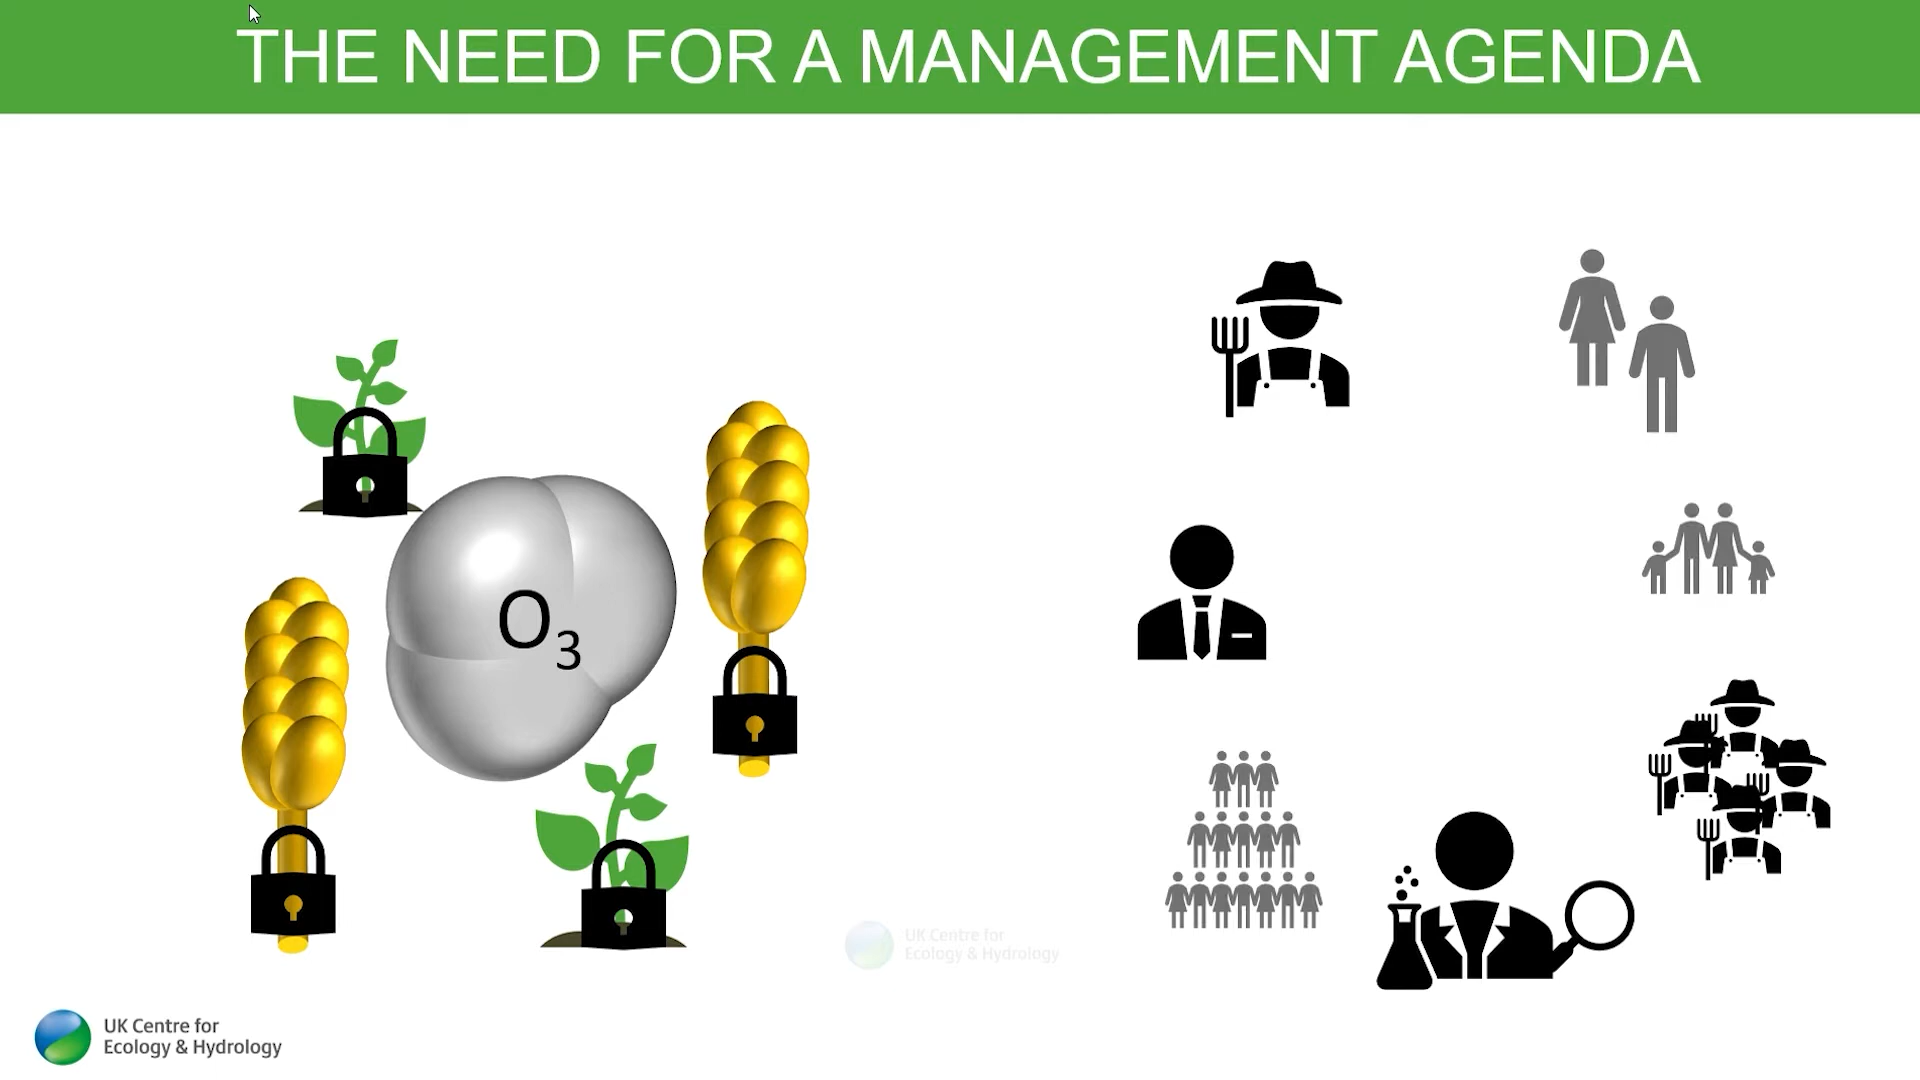 THE NEED FOR A MANAGEMENT AGENDA
O₃
UK Centre for
Ecology & Hydrology
UK Centre for
Ecology & Hydrology